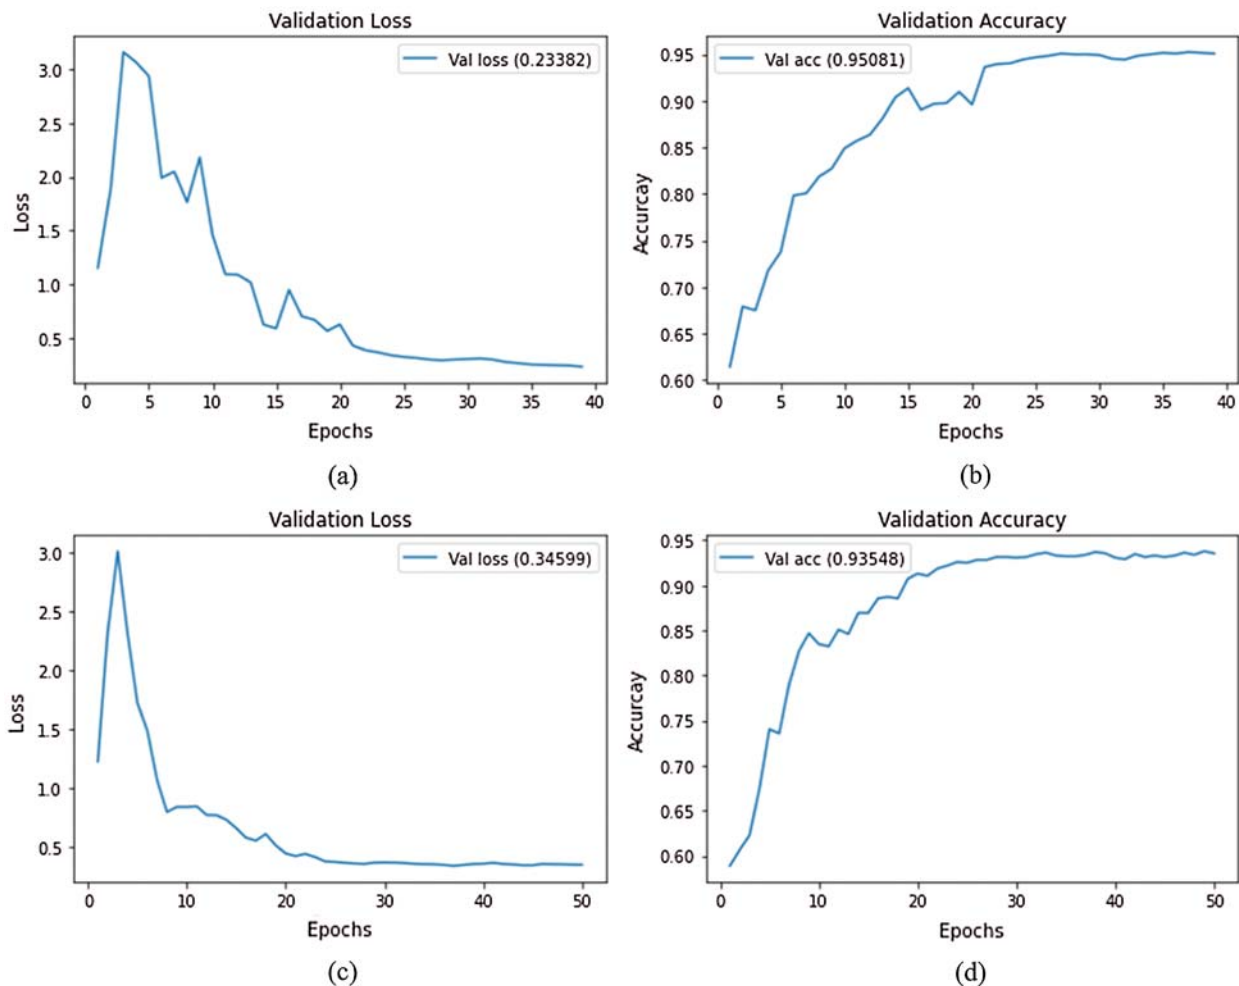 Validation Loss
Val loss (0.23382)
3.0
2.5
2.0
1.5
1.0
0.5
Loss
0 5 10 15 20 25 30 35 40
Epochs
(a)
Validation Accuracy
Val acc (0.95081)
0.95
0.90
0.85
0.80
0.75
0.70
0.65
0.60
Accurcay
0 5 10 15 20 25 30 35 40
Epochs
(b)
Validation Loss
Val loss (0.34599)
3.0
2.5
2.0
1.5
1.0
0.5
Loss
0 10 20 30 40 50
Epochs
(c)
Validation Accuracy
Val acc (0.93548)
0.95
0.90
0.85
0.80
0.75
0.70
0.65
0.60
Accurcay
0 10 20 30 40 50
Epochs
(d)